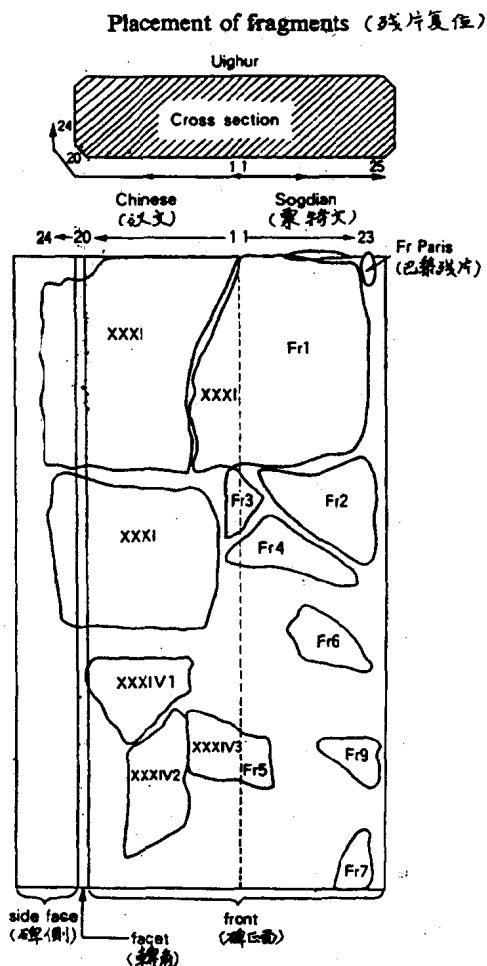 Placement of fragments (残片复位)
Uighur
Cross section
24
20
11
25
Chinese
(汉文)
Sogdian
(粟特文)
24 20 11 23
Fr Paris
(巴黎残片)
XXXI
XXXI
Fr1
XXXI
Fr3
Fr2
Fr4
Fr6
XXXIV1
XXXIV2
XXXIV3
Fr5
Fr9
Fr7
side face
(碑侧)
facet
(碑角)
front
(碑正面)